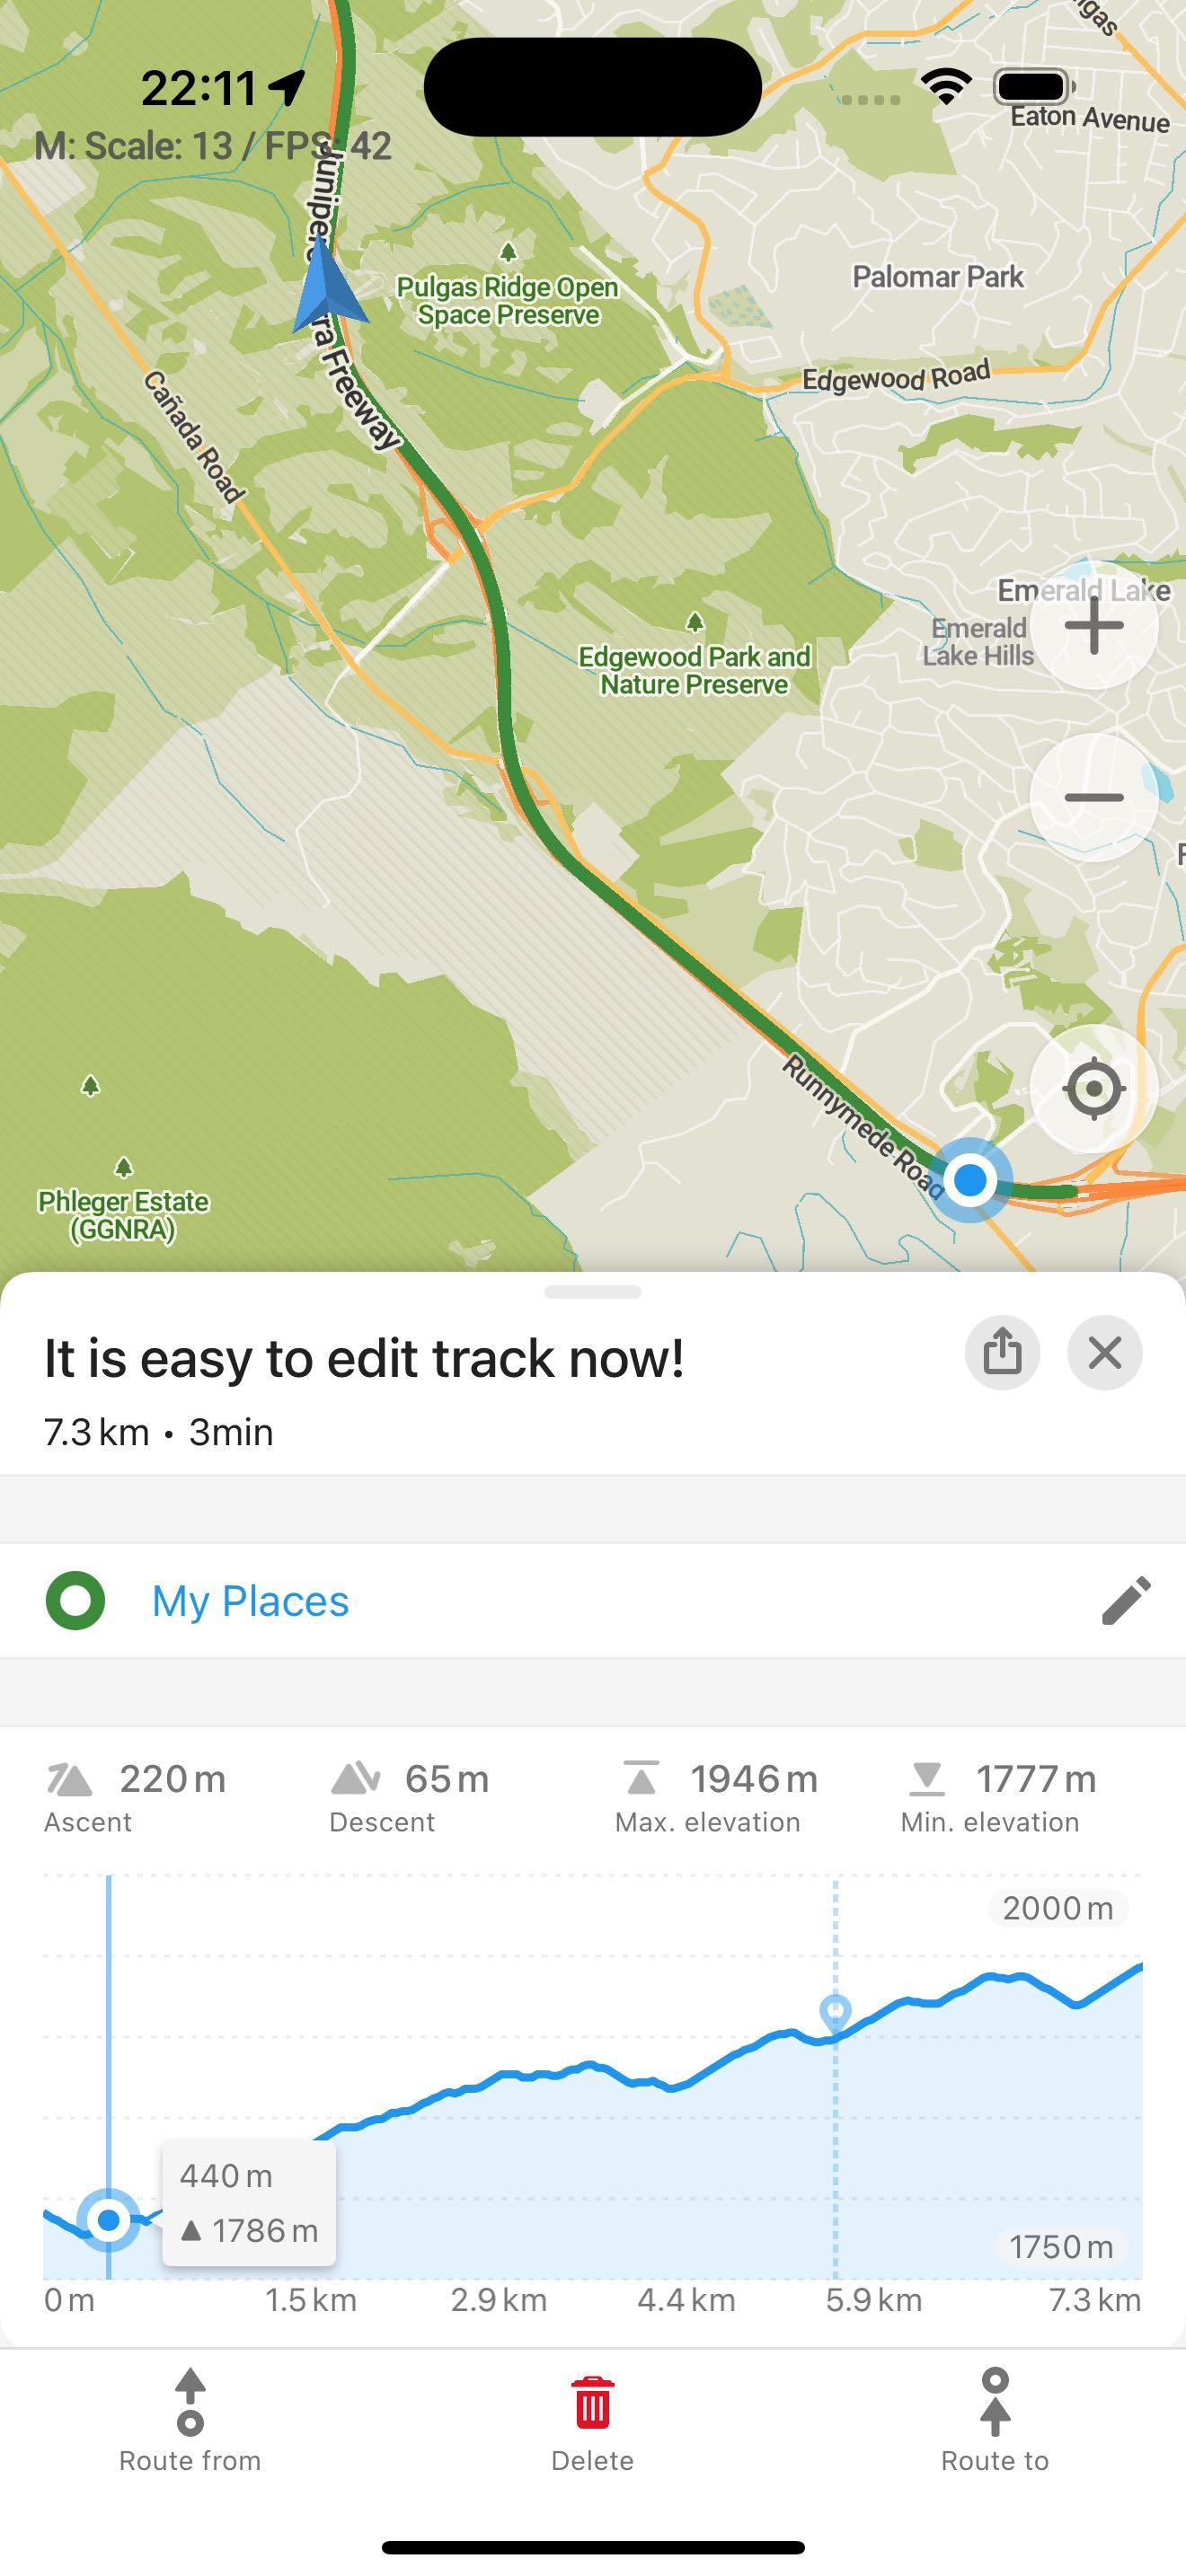 22:11
M: Scale: 13 / FPS: 42
Eaton Avenue
Pulgas Ridge Open
Space Preserve
Palomar Park
Edgewood Road
Freeway
Cañada Road
Emerald Lake
Emerald
Lake Hills
Edgewood Park and
Nature Preserve
Runnymede Road
Phleger Estate
(GGNRA)
It is easy to edit track now!
7.3 km • 3min
My Places
220 m
Ascent
65 m
Descent
1946 m
Max. elevation
1777 m
Min. elevation
2000 m
440 m
▲ 1786 m
1750 m
0 m 1.5 km 2.9 km 4.4 km 5.9 km 7.3 km
Route from
Delete
Route to